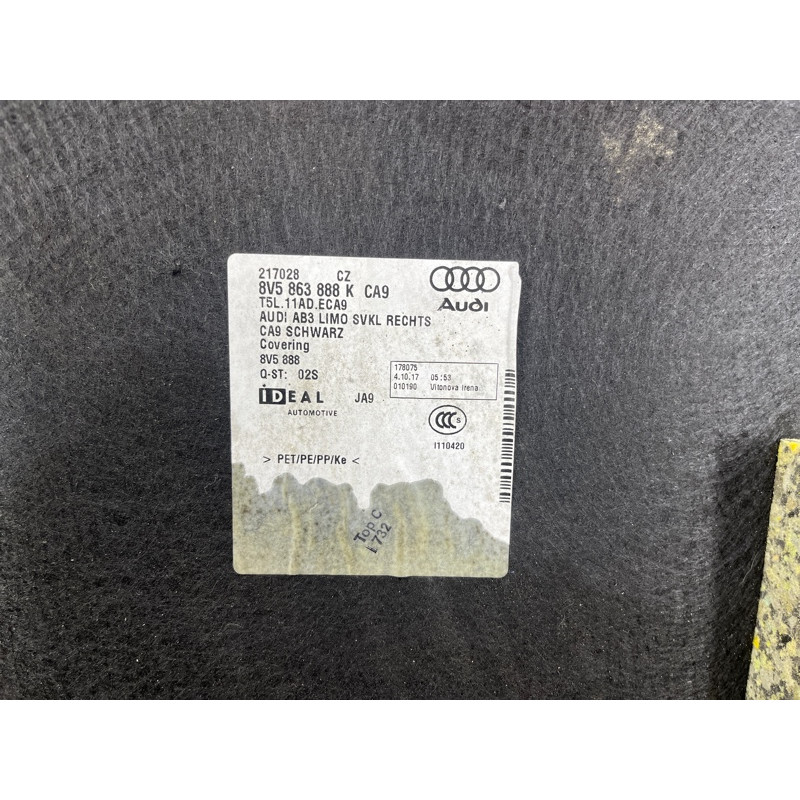 217028 CZ
8V5 863 888 K CA9
T5L.11AD.ECA9
AUDI AB3 LIMO SVKL RECHTS
CA9 SCHWARZ
Covering
8V5 888
Q-ST: 02S
IDEAL JA9
AUTOMOTIVE
> PET/PE/PP/Ke <
Audi
178075
4.10.17 05:53
010190 Vitonova Irena
CCC S
I110420
Top C
1732